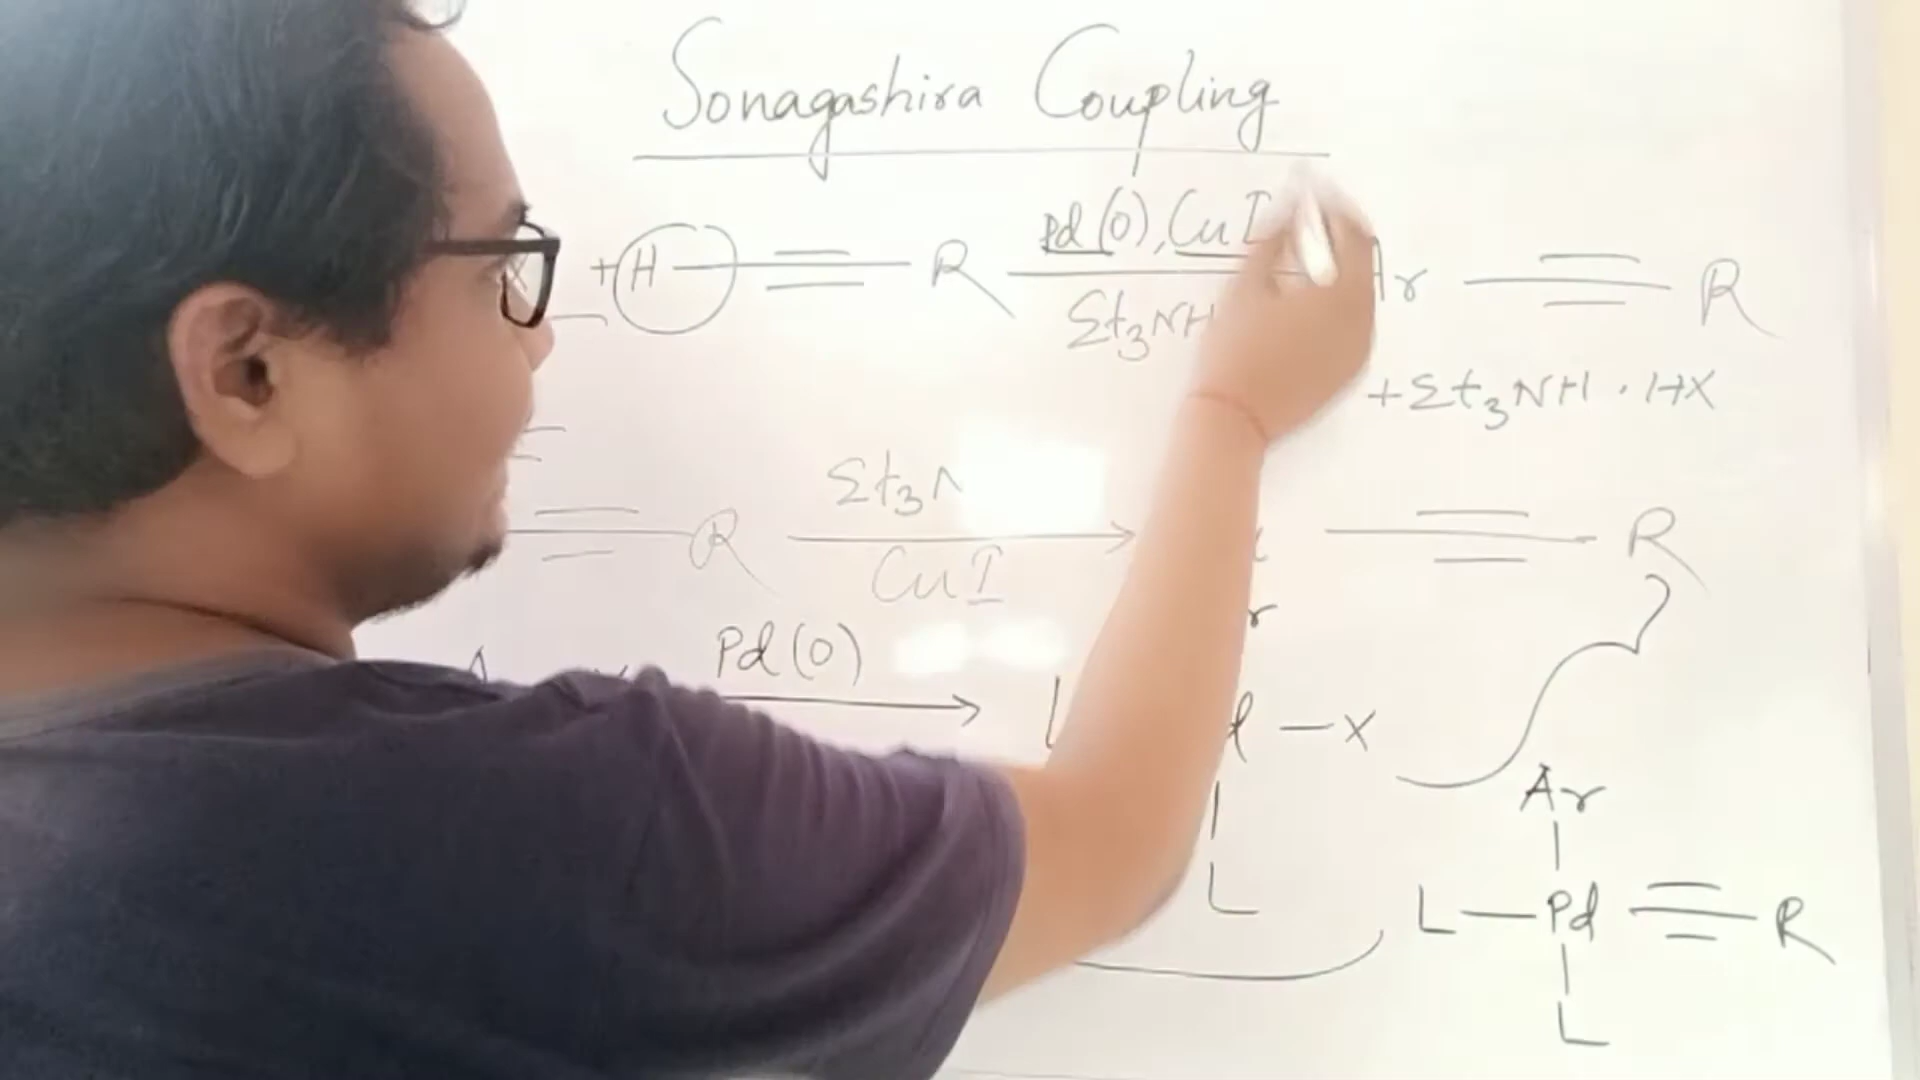 Sonagashira Coupling
+ H—≡—R Pd(0), CuI Ar—≡—R
Et₃NH
+Et₃NH·HX
≡—R Et₃N —≡—R
CuI
Pd(0)
L d—X
L
Ar
L—Pd—≡—R
L